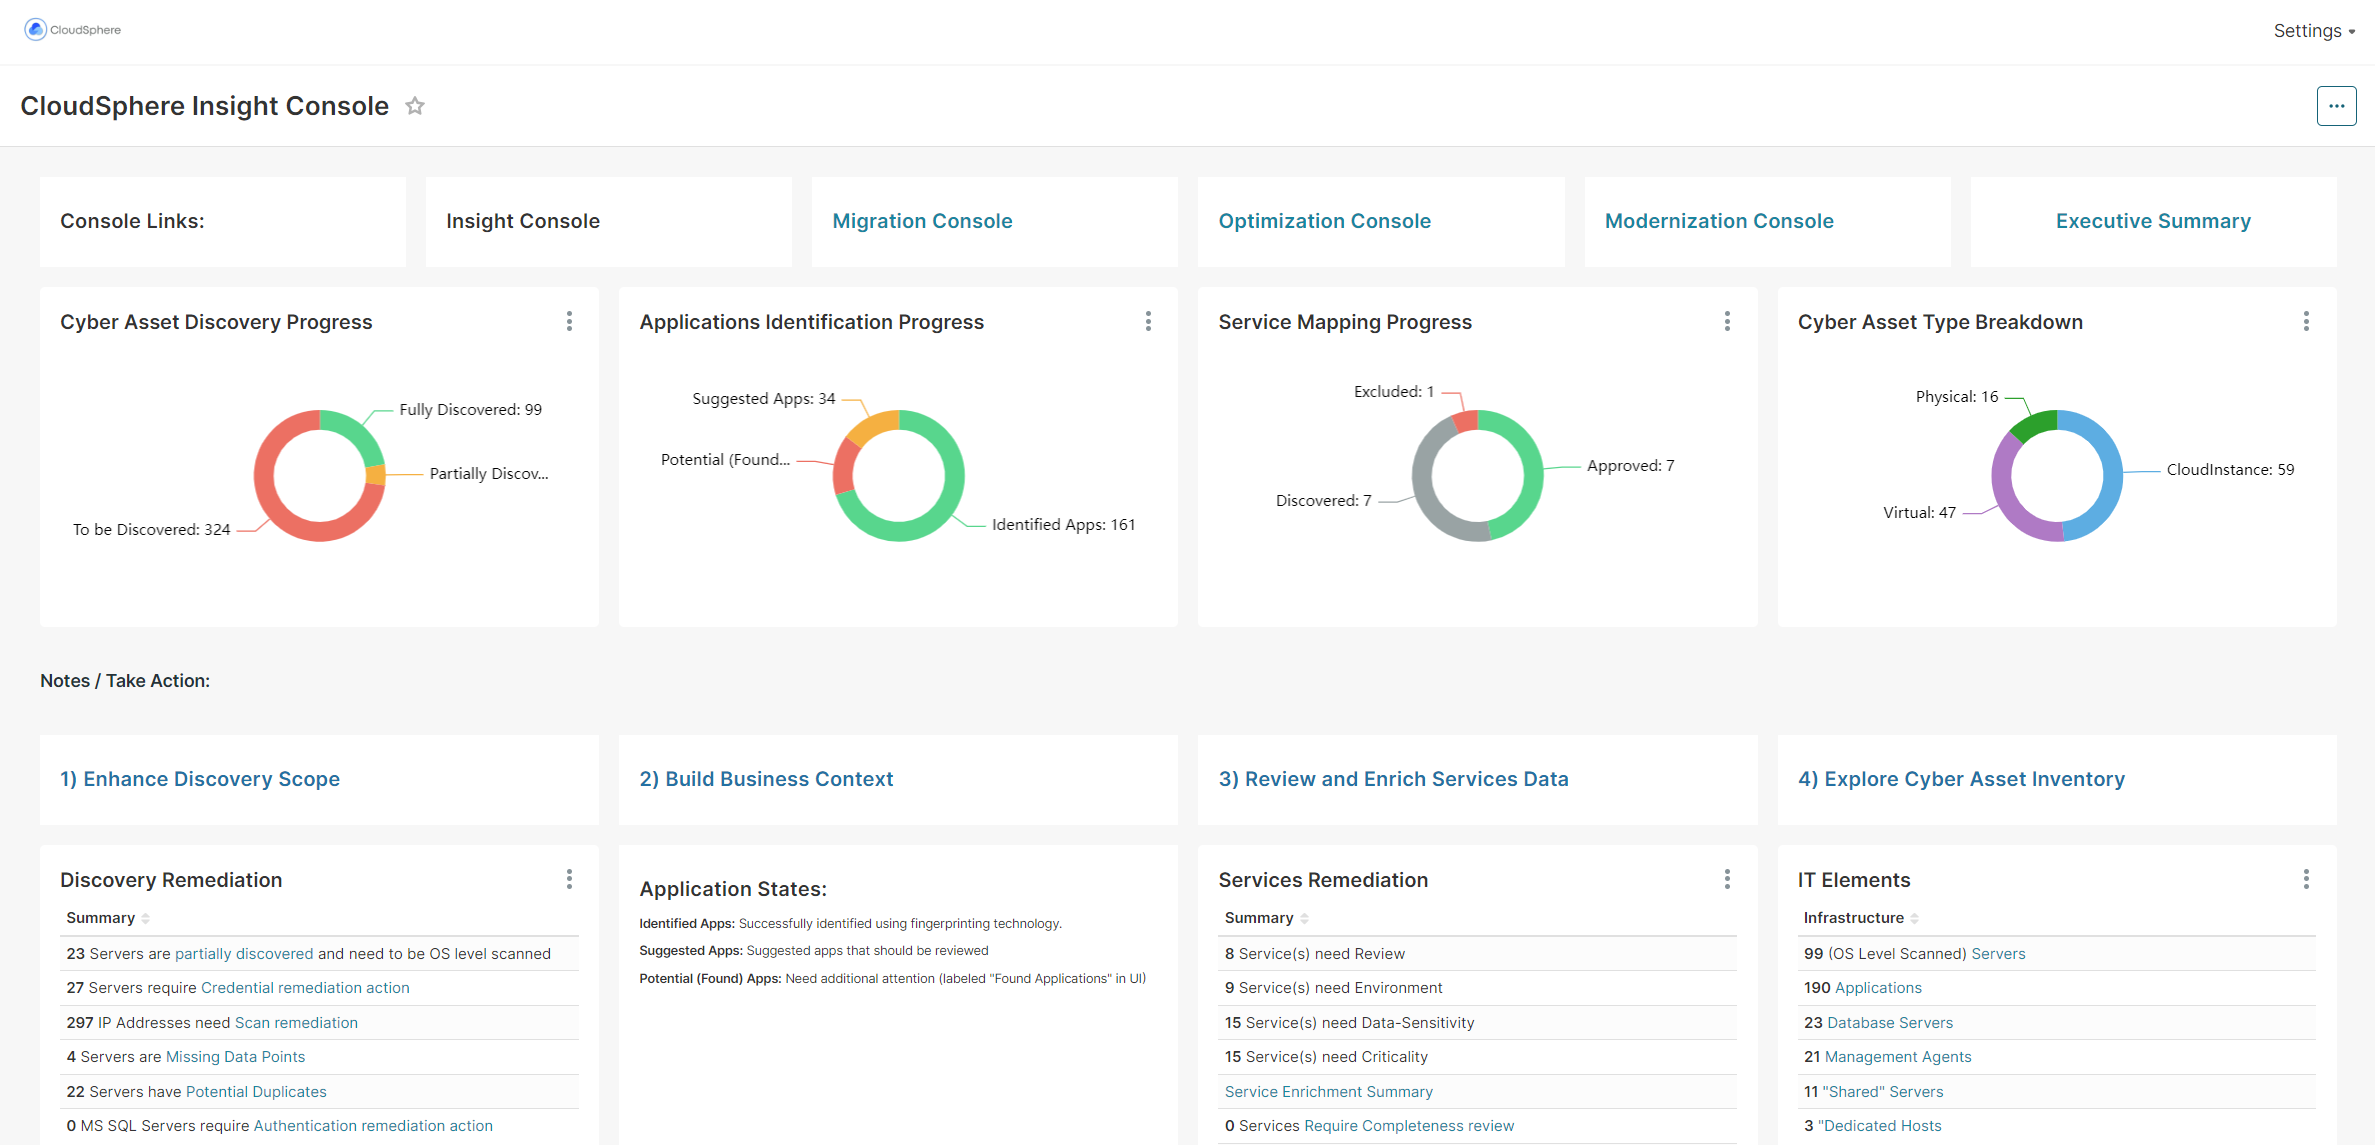 CloudSphere
Settings
CloudSphere Insight Console
Console Links:
Insight Console
Migration Console
Optimization Console
Modernization Console
Executive Summary
Cyber Asset Discovery Progress
Fully Discovered: 99
Partially Discov...
To be Discovered: 324
Applications Identification Progress
Suggested Apps: 34
Potential (Found...
Identified Apps: 161
Service Mapping Progress
Excluded: 1
Approved: 7
Discovered: 7
Cyber Asset Type Breakdown
Physical: 16
CloudInstance: 59
Virtual: 47
Notes / Take Action:
1) Enhance Discovery Scope
2) Build Business Context
3) Review and Enrich Services Data
4) Explore Cyber Asset Inventory
Discovery Remediation
Summary
23 Servers are partially discovered and need to be OS level scanned
27 Servers require Credential remediation action
297 IP Addresses need Scan remediation
4 Servers are Missing Data Points
22 Servers have Potential Duplicates
0 MS SQL Servers require Authentication remediation action
Application States:
Identified Apps: Successfully identified using fingerprinting technology.
Suggested Apps: Suggested apps that should be reviewed
Potential (Found) Apps: Need additional attention (labeled "Found Applications" in UI)
Services Remediation
Summary
8 Service(s) need Review
9 Service(s) need Environment
15 Service(s) need Data-Sensitivity
15 Service(s) need Criticality
Service Enrichment Summary
0 Services Require Completeness review
IT Elements
Infrastructure
99 (OS Level Scanned) Servers
190 Applications
23 Database Servers
21 Management Agents
11 "Shared" Servers
3 "Dedicated Hosts